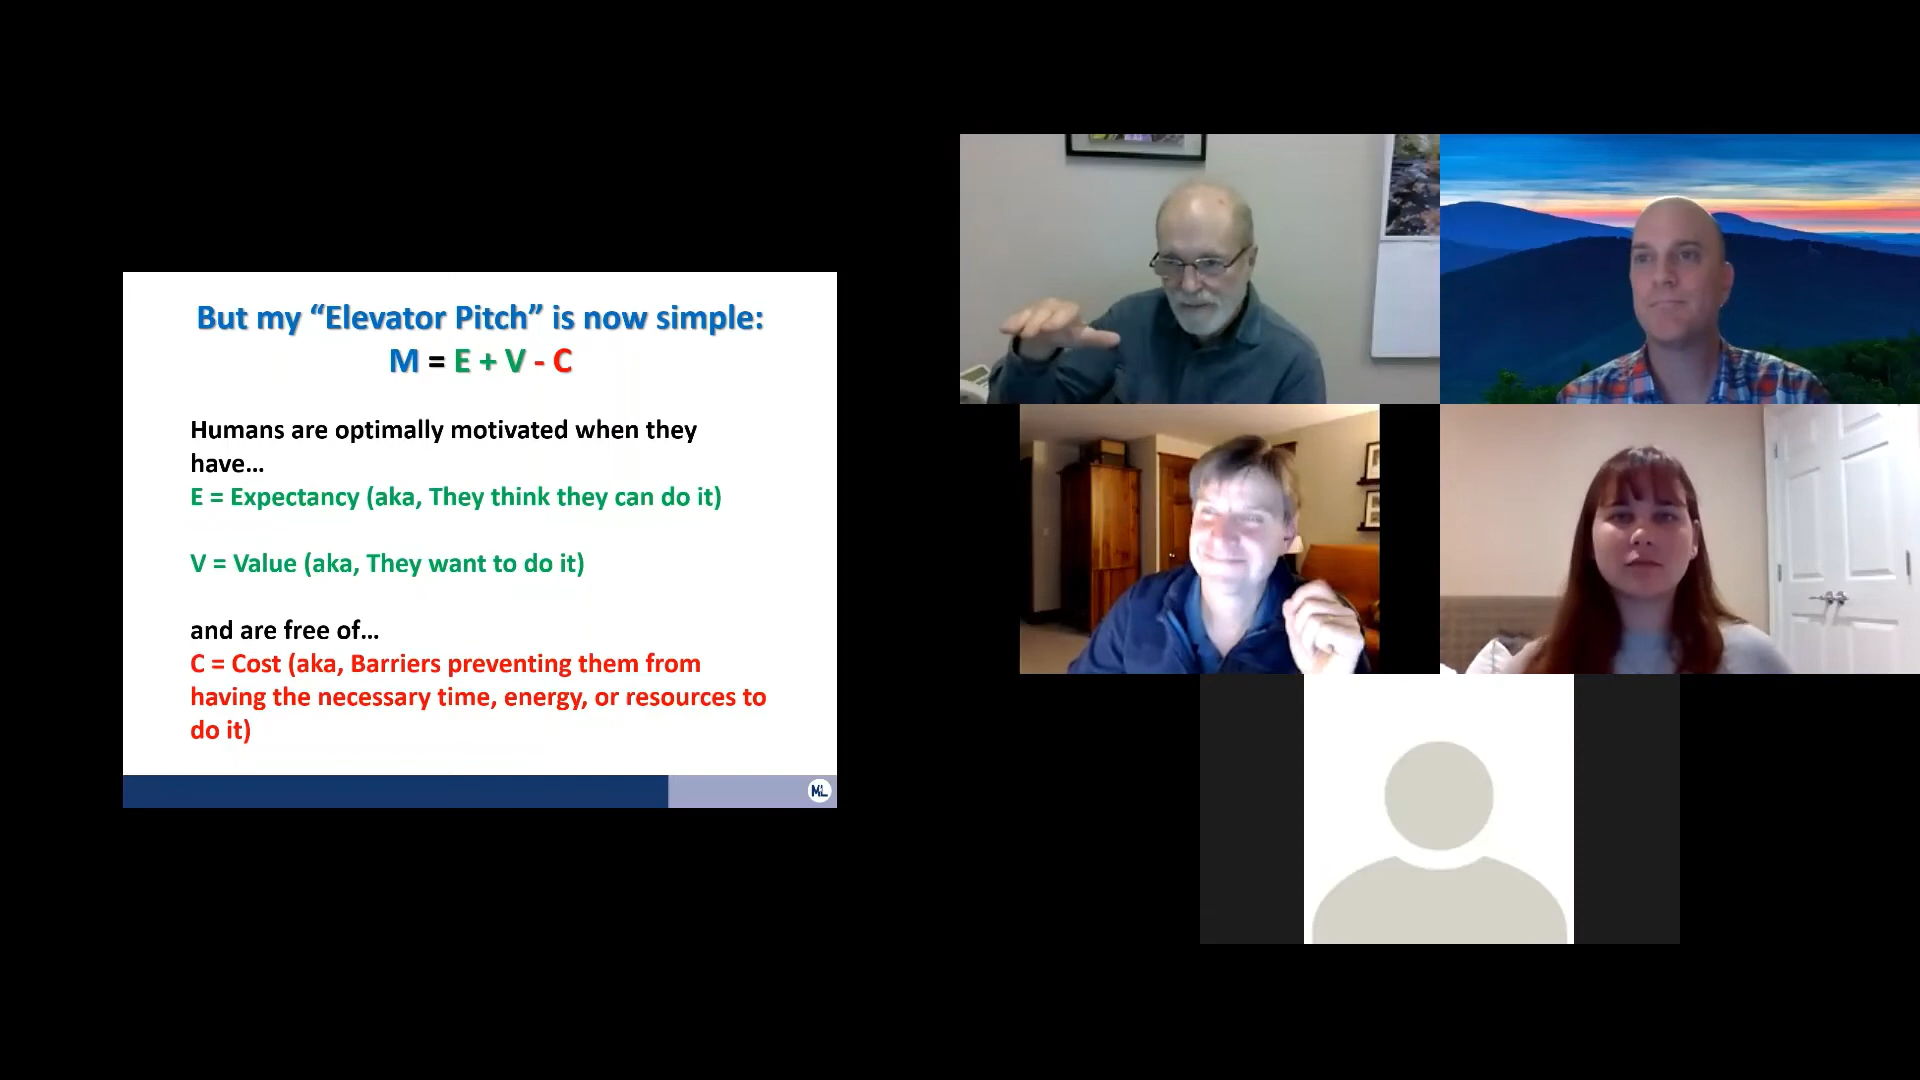 But my “Elevator Pitch” is now simple:
M = E + V - C
Humans are optimally motivated when they
have...
E = Expectancy (aka, They think they can do it)
V = Value (aka, They want to do it)
and are free of...
C = Cost (aka, Barriers preventing them from
having the necessary time, energy, or resources to
do it)
ML